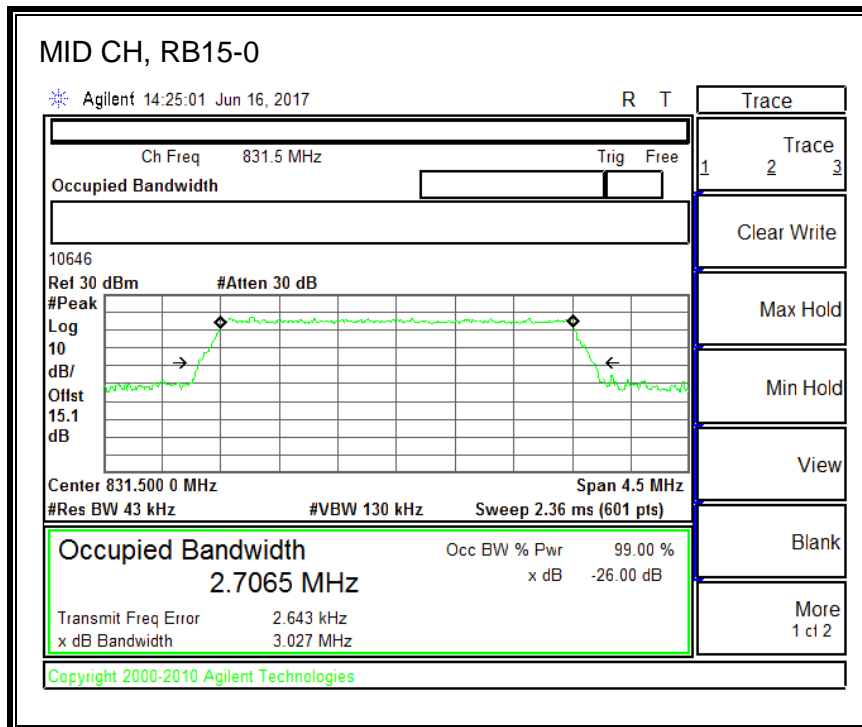 MID CH, RB15-0
Agilent 14:25:01 Jun 16, 2017 R T
Ch Freq 831.5 MHz Trig Free
Occupied Bandwidth
10646
Ref 30 dBm #Atten 30 dB
#Peak
Log
10
dB/
Offst
15.1
dB
Center 831.500 0 MHz Span 4.5 MHz
#Res BW 43 kHz #VBW 130 kHz Sweep 2.36 ms (601 pts)
Occupied Bandwidth
2.7065 MHz
Occ BW % Pwr 99.00 %
x dB -26.00 dB
Transmit Freq Error 2.643 kHz
x dB Bandwidth 3.027 MHz
Copyright 2000-2010 Agilent Technologies
Trace
Trace
1 2 3
Clear Write
Max Hold
Min Hold
View
Blank
More
1 of 2